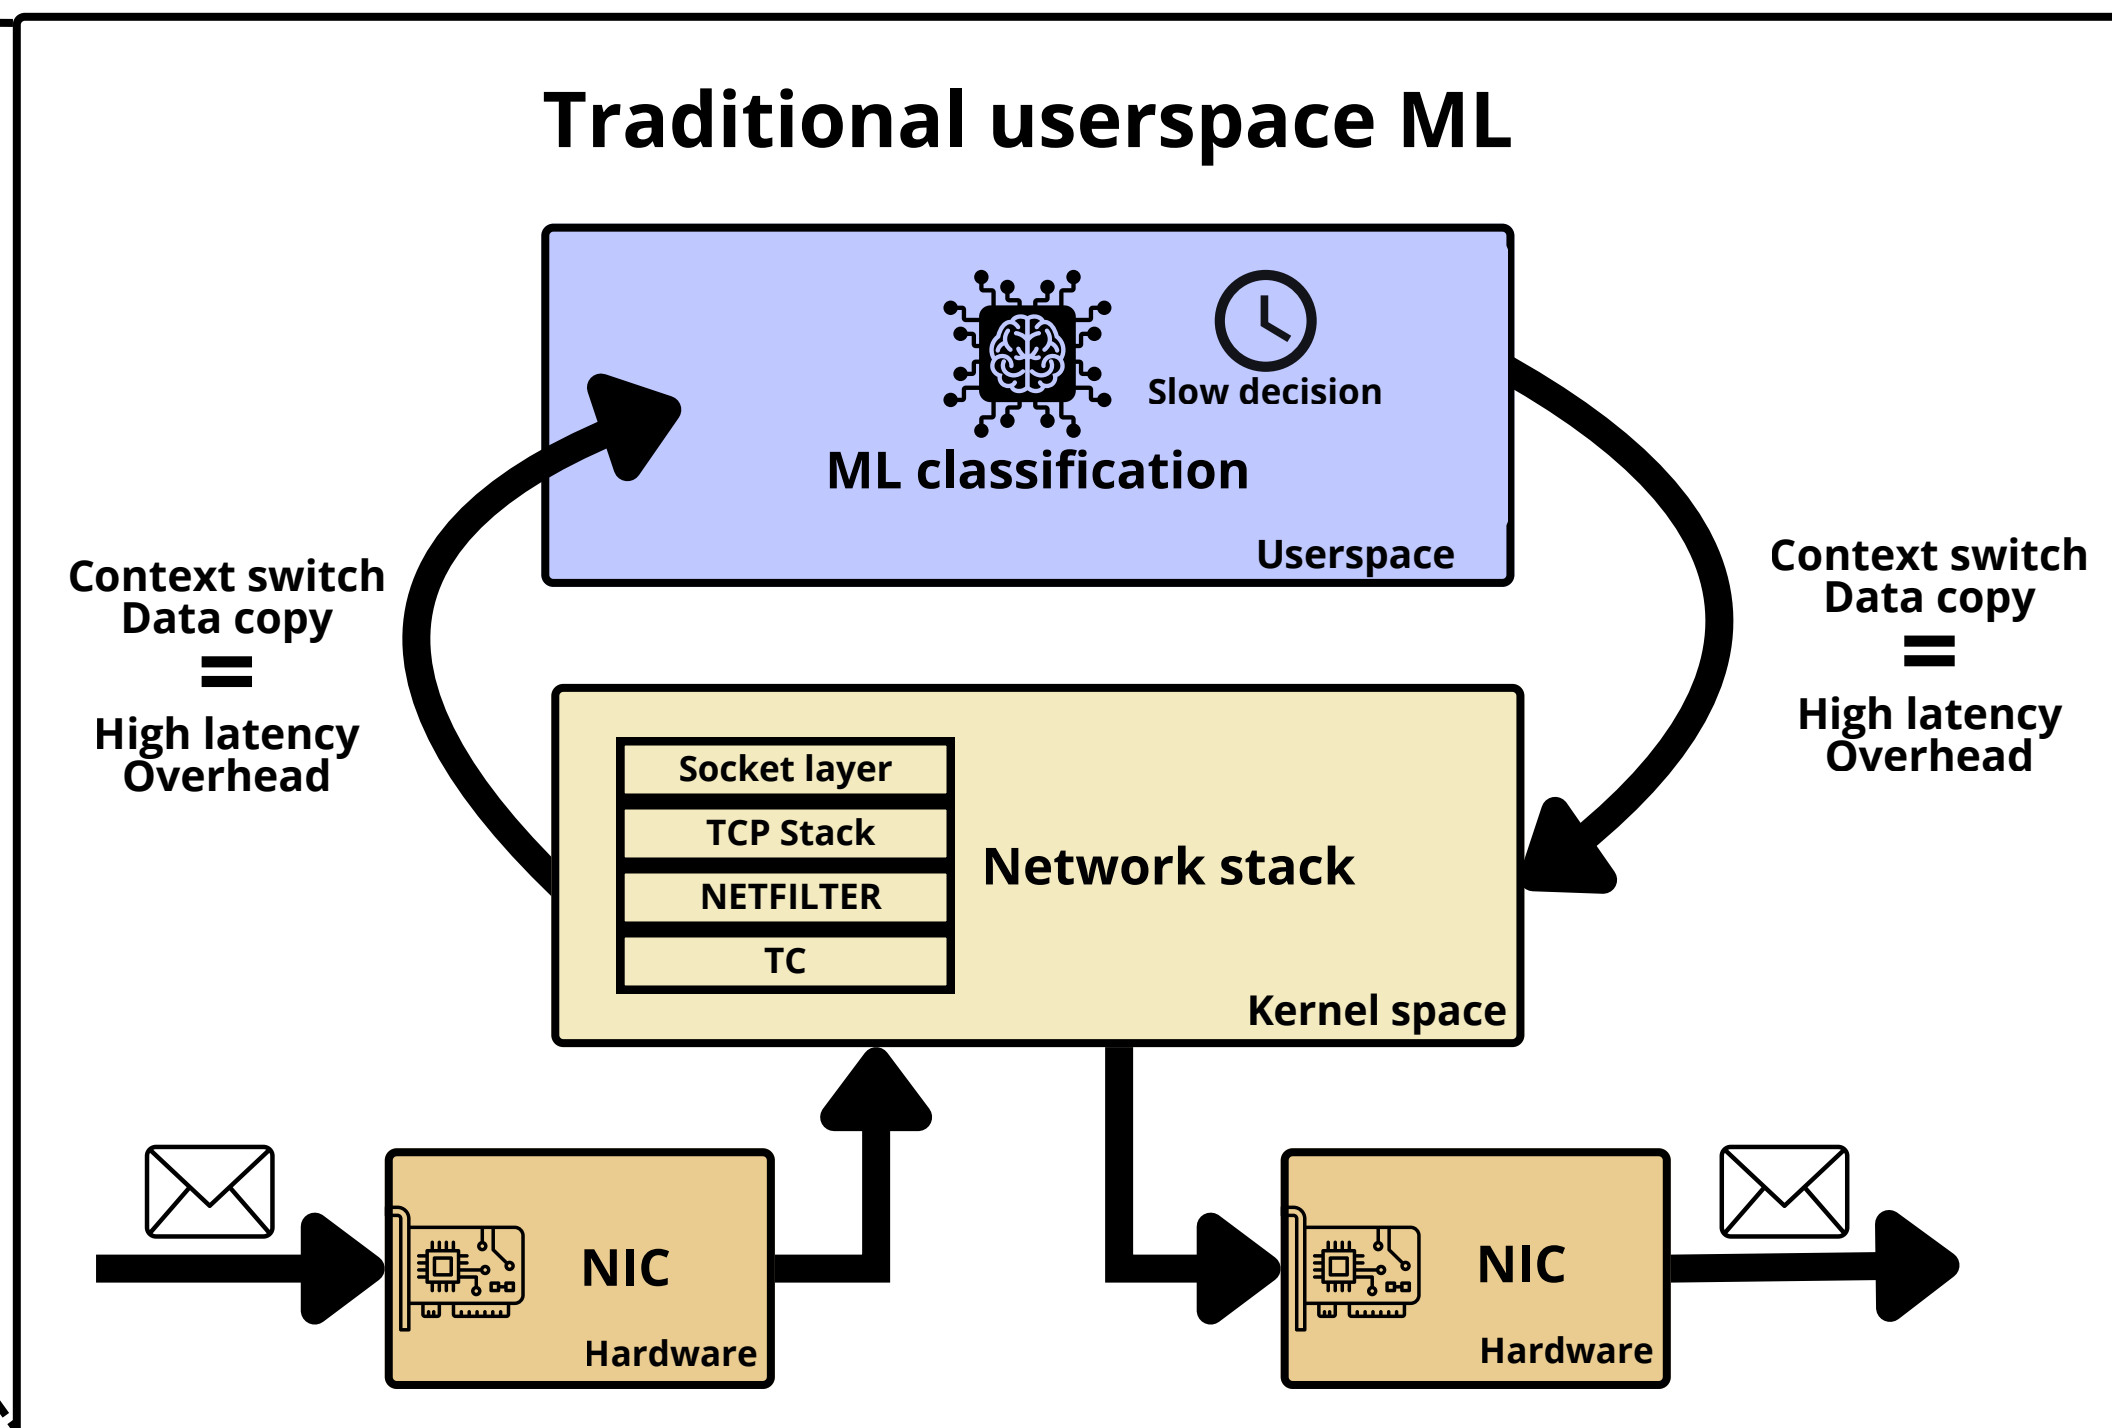 Traditional userspace ML
Slow decision
ML classification
Userspace
Context switch
Data copy
=
High latency
Overhead
Context switch
Data copy
=
High latency
Overhead
Socket layer
TCP Stack
NETFILTER
TC
Network stack
Kernel space
NIC
Hardware
NIC
Hardware